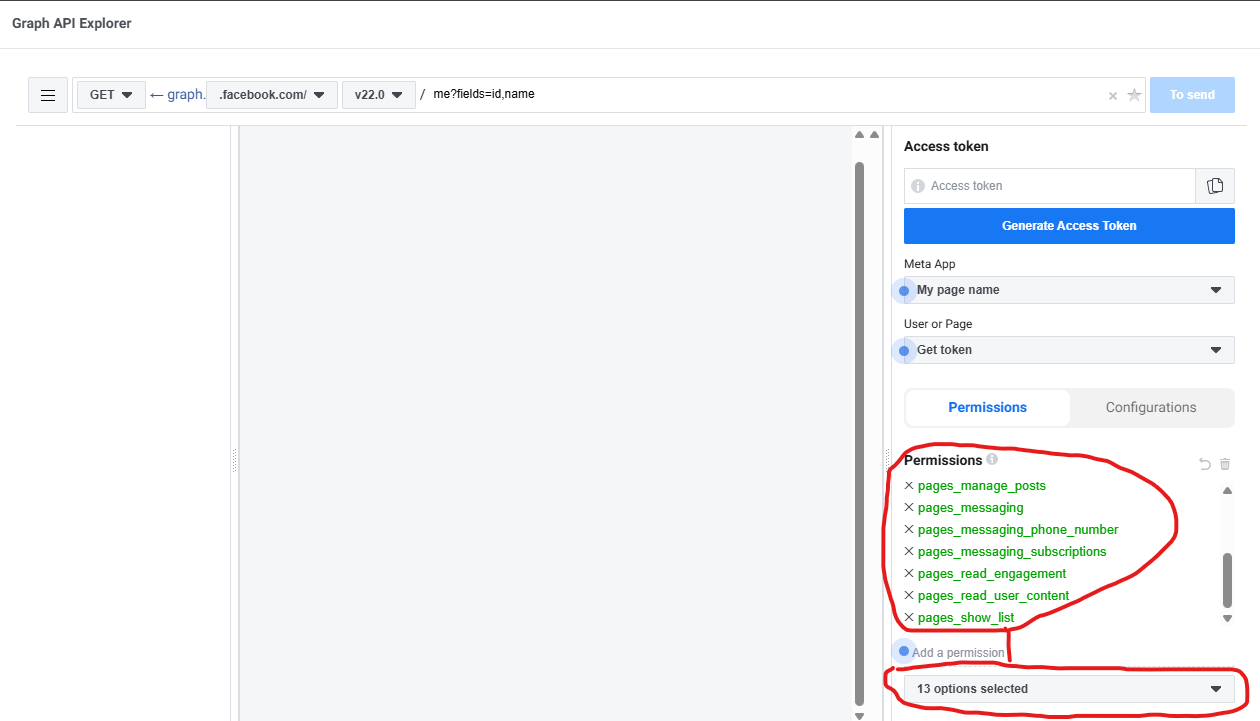 Graph API Explorer
GET ← graph. .facebook.com/ v22.0 / me?fields=id,name To send
Access token
Access token
Generate Access Token
Meta App
My page name
User or Page
Get token
Permissions Configurations
Permissions
pages_manage_posts
pages_messaging
pages_messaging_phone_number
pages_messaging_subscriptions
pages_read_engagement
pages_read_user_content
pages_show_list
Add a permission
13 options selected